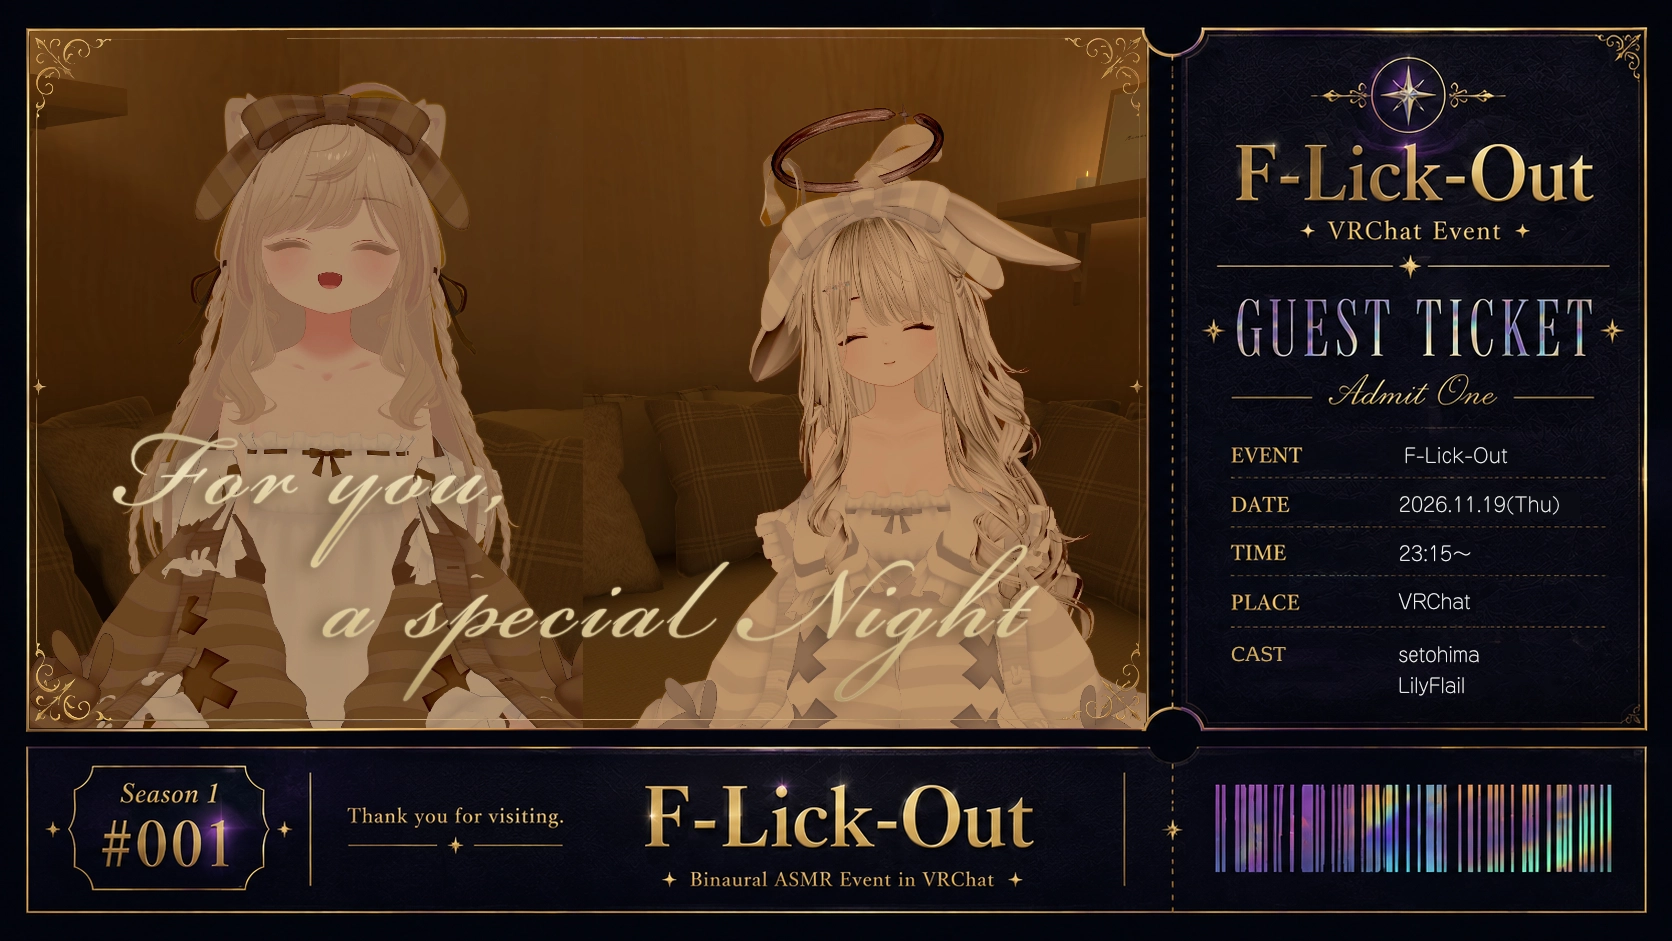 For you,
a special Night
F-Lick-Out
VRChat Event
GUEST TICKET
Admit One
EVENT F-Lick-Out
DATE 2026.11.19(Thu)
TIME 23:15～
PLACE VRChat
CAST setohima
LilyFlail
Season 1
#001
Thank you for visiting.
F-Lick-Out
Binaural ASMR Event in VRChat